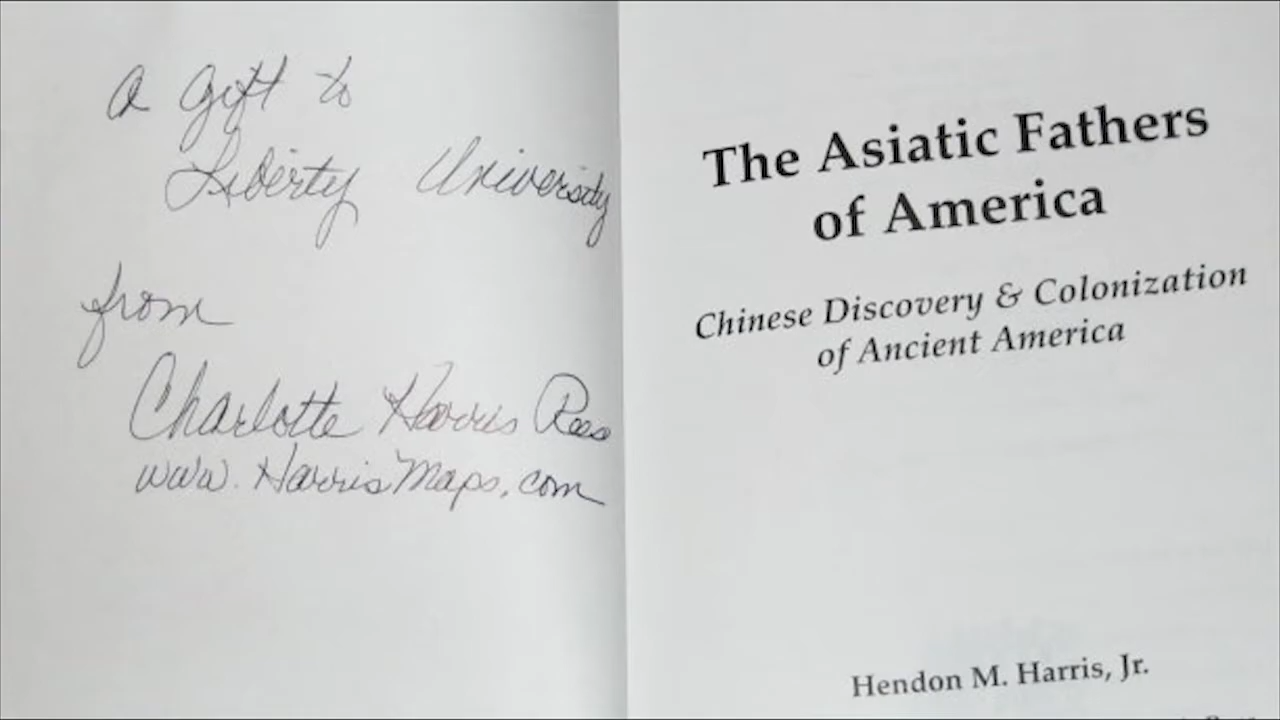 A Gift to
Liberty University
from
Charlotte Harris Rees
www.HarrisMaps.com
The Asiatic Fathers
of America
Chinese Discovery & Colonization
of Ancient America
Hendon M. Harris, Jr.